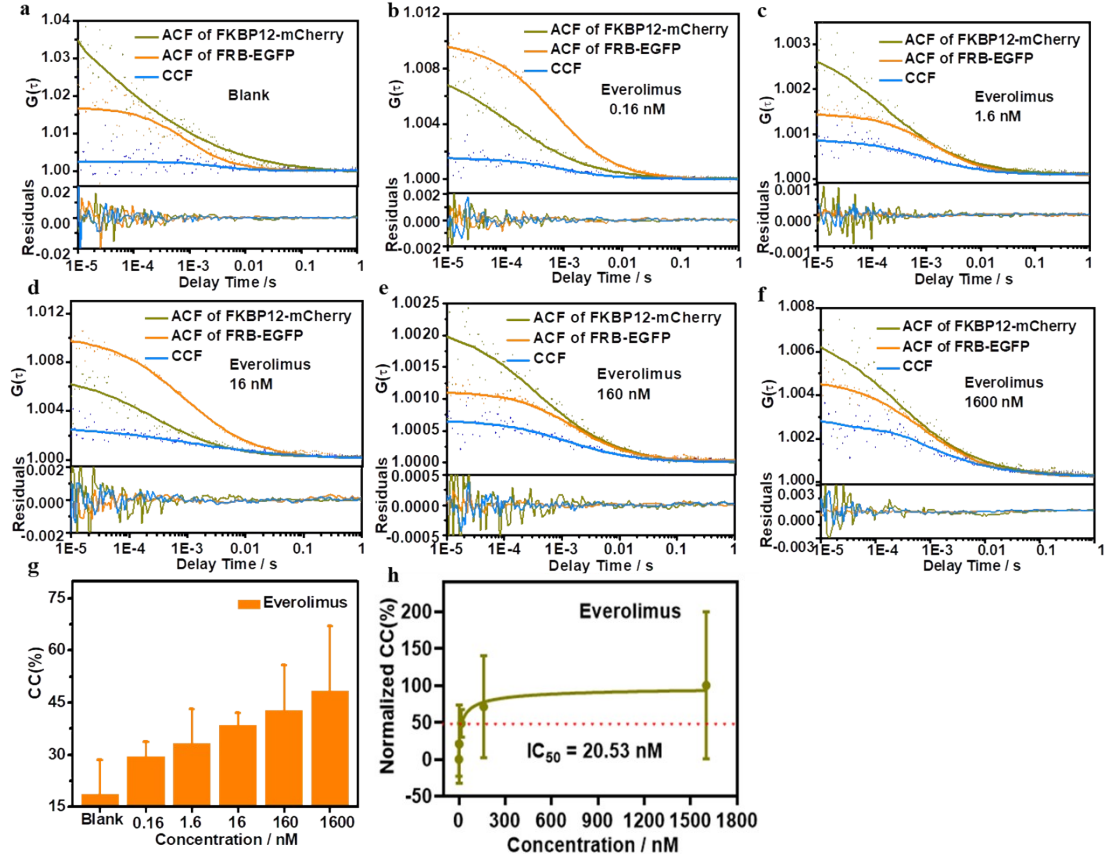 a
1.04
1.03
1.02
1.01
1.00
G(τ)
ACF of FKBP12-mCherry
ACF of FRB-EGFP
CCF
Blank
0.02
0.00
-0.02
Residuals
1E-5 1E-4 1E-3 0.01 0.1 1
Delay Time / s
b
1.012
1.008
1.004
1.000
G(τ)
ACF of FKBP12-mCherry
ACF of FRB-EGFP
CCF
Everolimus
0.16 nM
0.002
0.000
-0.002
Residuals
1E-5 1E-4 1E-3 0.01 0.1 1
Delay Time / s
c
1.003
1.002
1.001
1.000
G(τ)
ACF of FKBP12-mCherry
ACF of FRB-EGFP
CCF
Everolimus
1.6 nM
0.001
0.000
-0.001
Residuals
1E-5 1E-4 1E-3 0.01 0.1 1
Delay Time / s
d
1.012
1.008
1.004
1.000
G(τ)
ACF of FKBP12-mCherry
ACF of FRB-EGFP
CCF
Everolimus
16 nM
0.002
0.000
-0.002
Residuals
1E-5 1E-4 1E-3 0.01 0.1 1
Delay Time / s
e
1.0025
1.0020
1.0015
1.0010
1.0005
1.0000
G(τ)
ACF of FKBP12-mCherry
ACF of FRB-EGFP
CCF
Everolimus
160 nM
0.0005
0.0000
-0.0005
Residuals
1E-5 1E-4 1E-3 0.01 0.1 1
Delay Time / s
f
1.008
1.006
1.004
1.002
1.000
G(τ)
ACF of FKBP12-mCherry
ACF of FRB-EGFP
CCF
Everolimus
1600 nM
0.003
0.000
-0.003
Residuals
1E-5 1E-4 1E-3 0.01 0.1 1
Delay Time / s
g
75
60
45
30
15
CC(%)
Everolimus
Blank 0.16 1.6 16 160 1600
Concentration / nM
h
200
150
100
50
0
-50
Normalized CC(%)
Everolimus
IC50 = 20.53 nM
0 300 600 900 1200 1500 1800
Concentration / nM